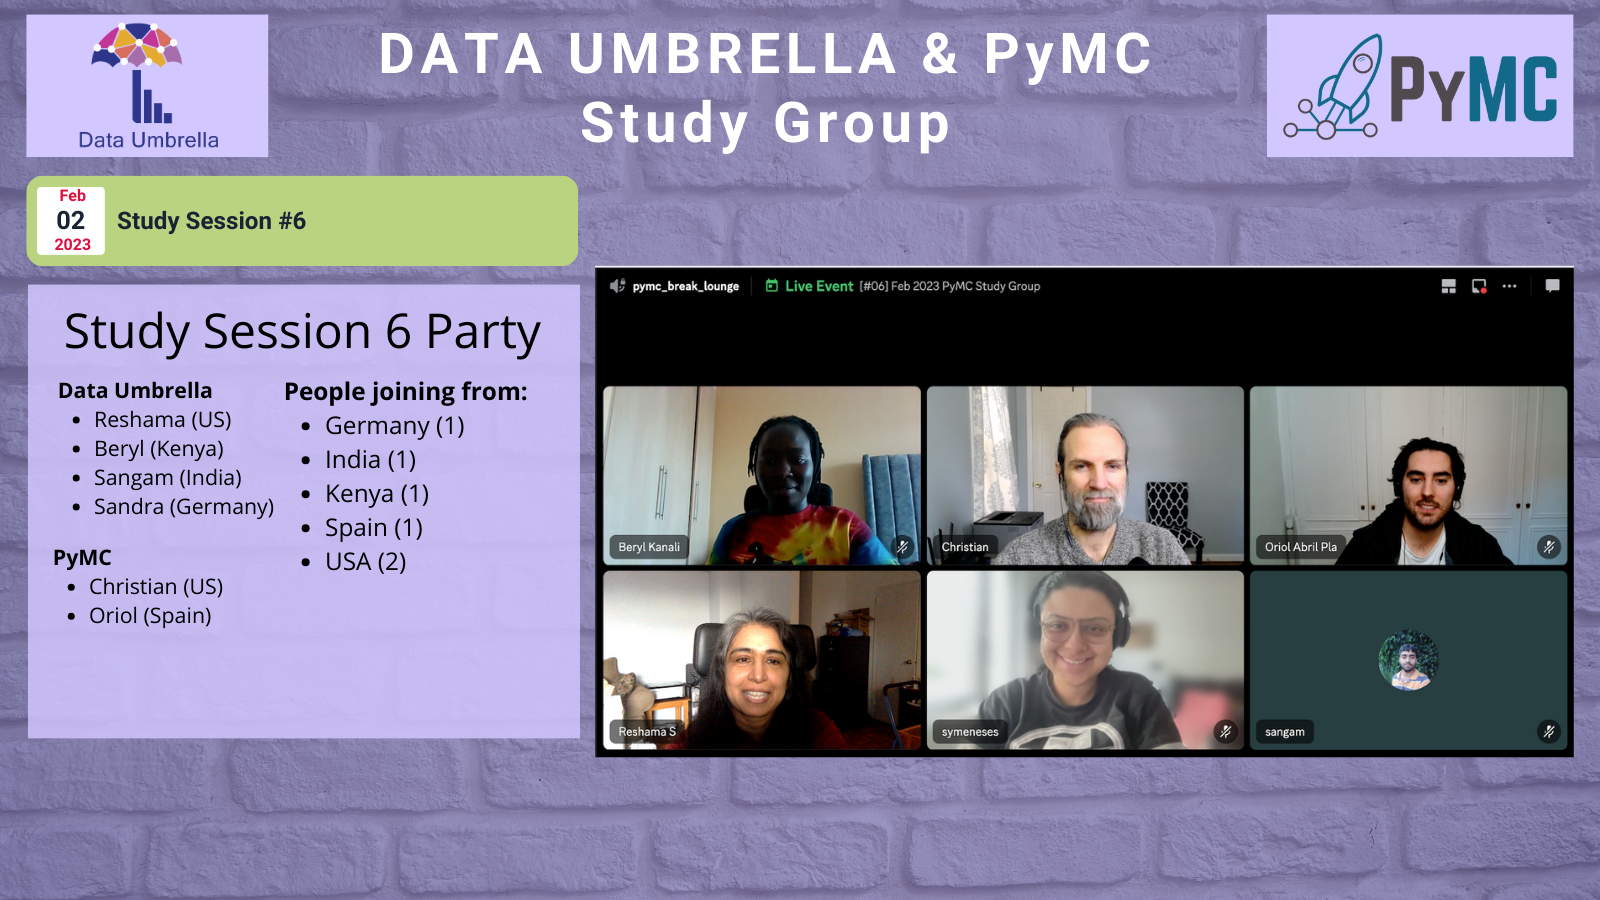 DATA UMBRELLA & PyMC
Study Group
Data Umbrella
PyMC
Feb
02
2023
Study Session #6
Study Session 6 Party
Data Umbrella
• Reshama (US)
• Beryl (Kenya)
• Sangam (India)
• Sandra (Germany)
PyMC
• Christian (US)
• Oriol (Spain)
People joining from:
• Germany (1)
• India (1)
• Kenya (1)
• Spain (1)
• USA (2)
pymc_break_lounge Live Event [#06] Feb 2023 PyMC Study Group
Beryl Kanali
Christian
Oriol Abril Pla
Reshama S
symeneses
sangam